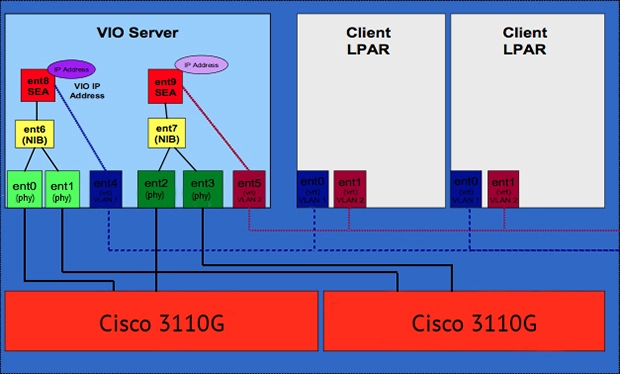 VIO Server
Client
LPAR
Client
LPAR
IP Address
IP Address
ent8
SEA
VIO IP
Address
ent9
SEA
ent6
(NIB)
ent7
(NIB)
ent0
(phy)
ent1
(phy)
ent4
(virt)
VLAN 1
ent2
(phy)
ent3
(phy)
ent5
(virt)
VLAN 2
ent0
(virt)
VLAN 1
ent1
(virt)
VLAN 2
ent0
(virt)
VLAN 1
ent1
(virt)
VLAN 2
Cisco 3110G
Cisco 3110G